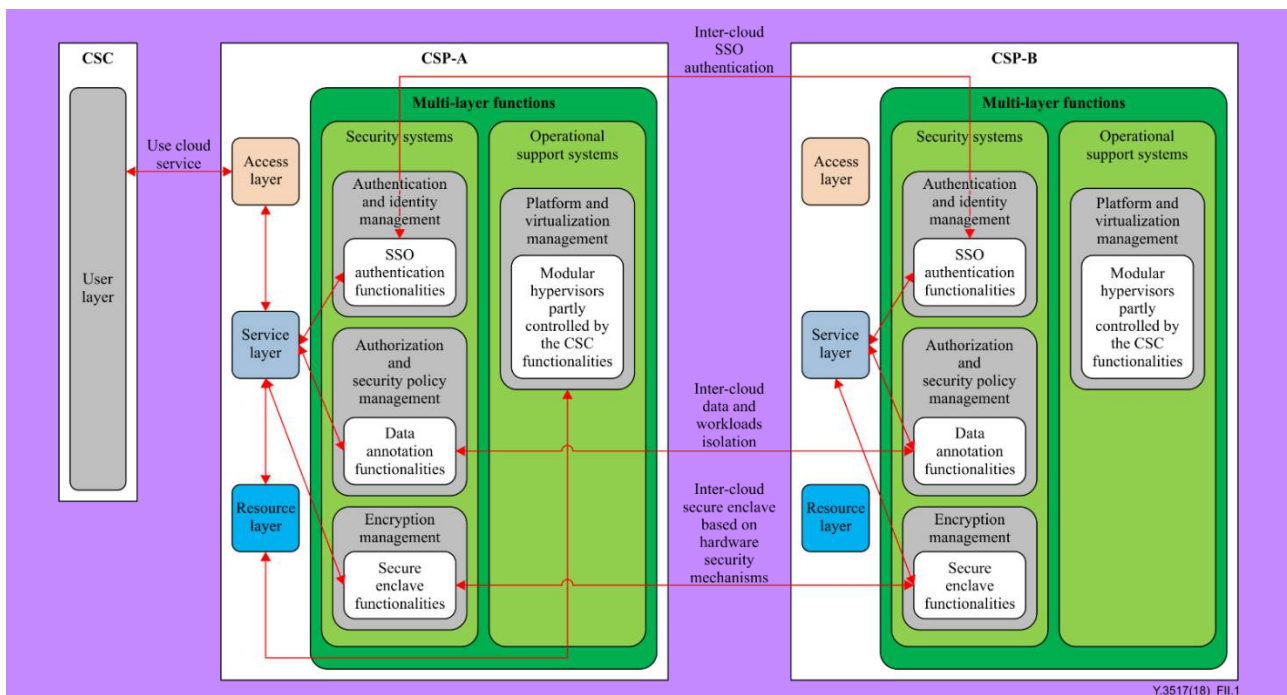 CSC
User
layer
Use cloud
service
CSP-A
Access
layer
Service
layer
Resource
layer
Multi-layer functions
Security systems
Authentication
and identity
management
SSO
authentication
functionalities
Authorization
and
security policy
management
Data
annotation
functionalities
Encryption
management
Secure
enclave
functionalities
Operational
support systems
Platform and
virtualization
management
Modular
hypervisors
partly
controlled by
the CSC
functionalities
Inter-cloud
SSO
authentication
Inter-cloud
data and
workloads
isolation
Inter-cloud
secure enclave
based on
hardware
security
mechanisms
CSP-B
Access
layer
Service
layer
Resource
layer
Multi-layer functions
Security systems
Authentication
and identity
management
SSO
authentication
functionalities
Authorization
and
security policy
management
Data
annotation
functionalities
Encryption
management
Secure
enclave
functionalities
Operational
support systems
Platform and
virtualization
management
Modular
hypervisors
partly
controlled by
the CSC
functionalities
Y.3517(18)_FII.1